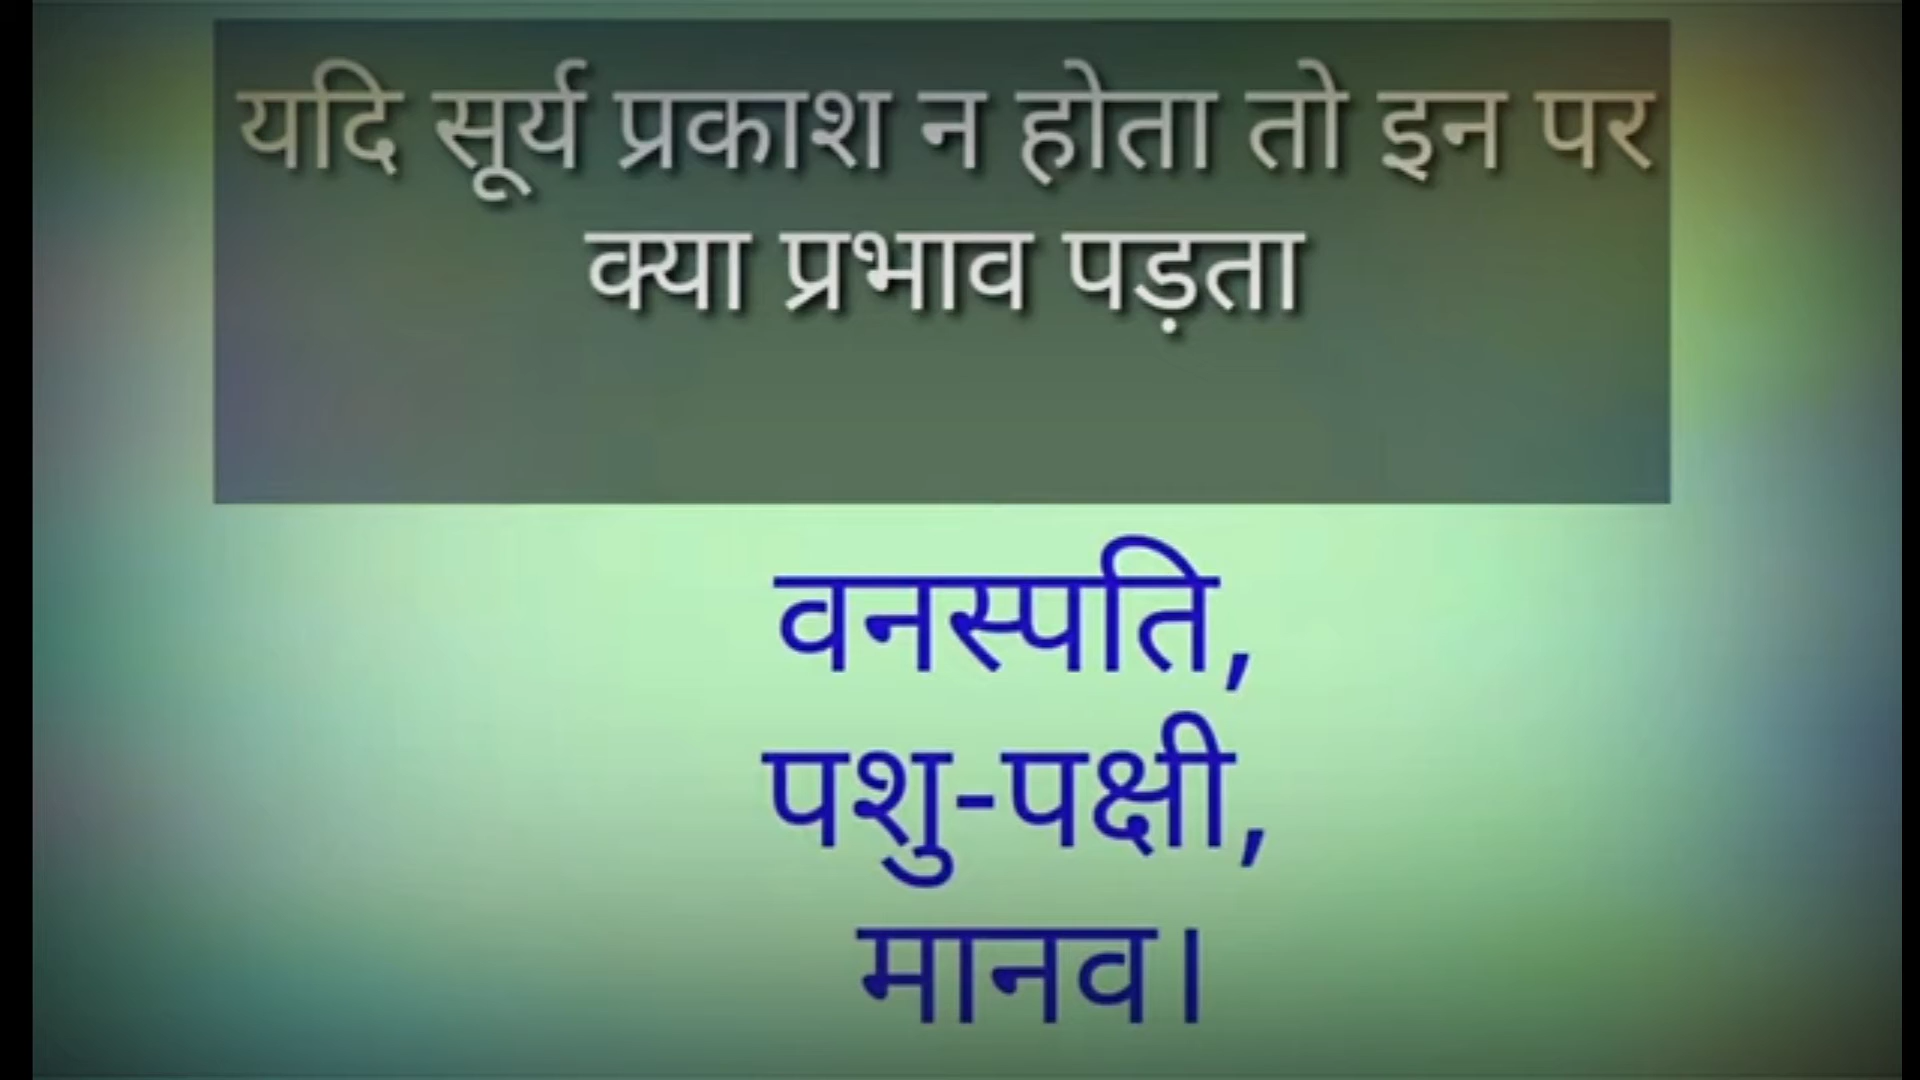 यदि सूर्य प्रकाश न होता तो इन पर
क्या प्रभाव पड़ता
वनस्पति,
पशु-पक्षी,
मानव।